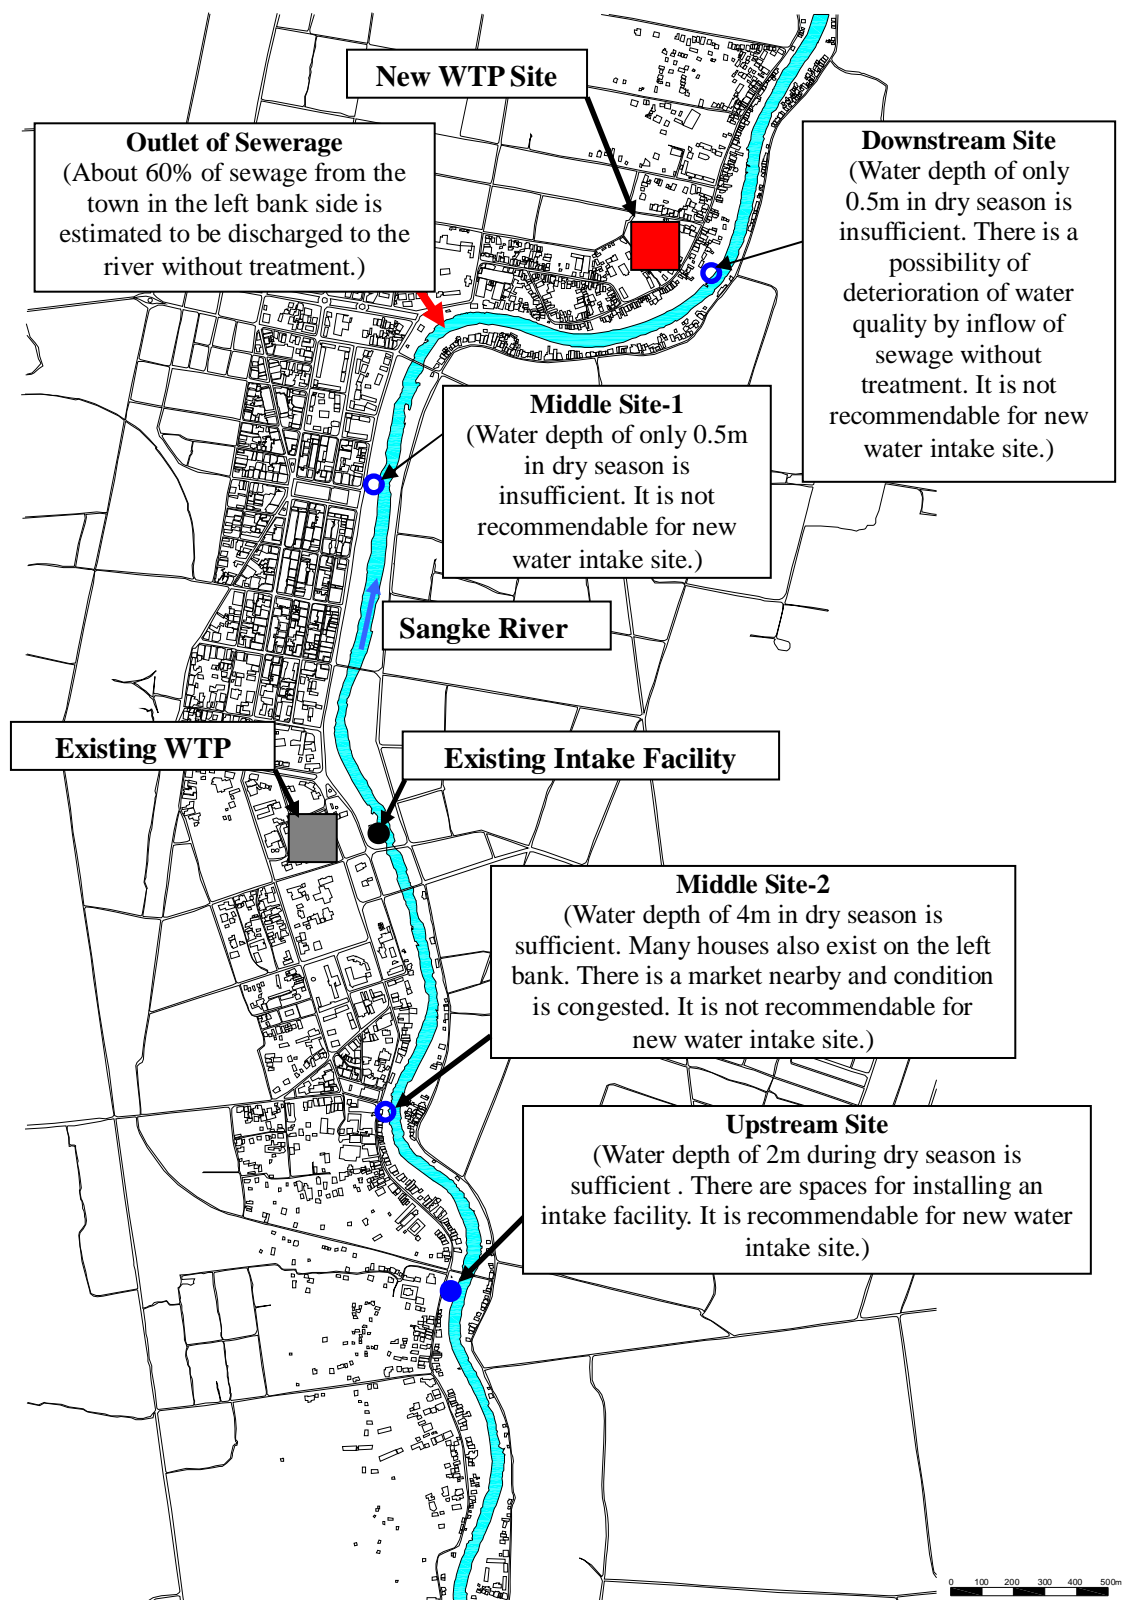 New WTP Site
Outlet of Sewerage
(About 60% of sewage from the
town in the left bank side is
estimated to be discharged to the
river without treatment.)
Downstream Site
(Water depth of only
0.5m in dry season is
insufficient. There is a
possibility of
deterioration of water
quality by inflow of
sewage without
treatment. It is not
recommendable for new
water intake site.)
Middle Site-1
(Water depth of only 0.5m
in dry season is
insufficient. It is not
recommendable for new
water intake site.)
Sangke River
Existing WTP
Existing Intake Facility
Middle Site-2
(Water depth of 4m in dry season is
sufficient. Many houses also exist on the left
bank. There is a market nearby and condition
is congested. It is not recommendable for
new water intake site.)
Upstream Site
(Water depth of 2m during dry season is
sufficient . There are spaces for installing an
intake facility. It is recommendable for new water
intake site.)
0 100 200 300 400 500m